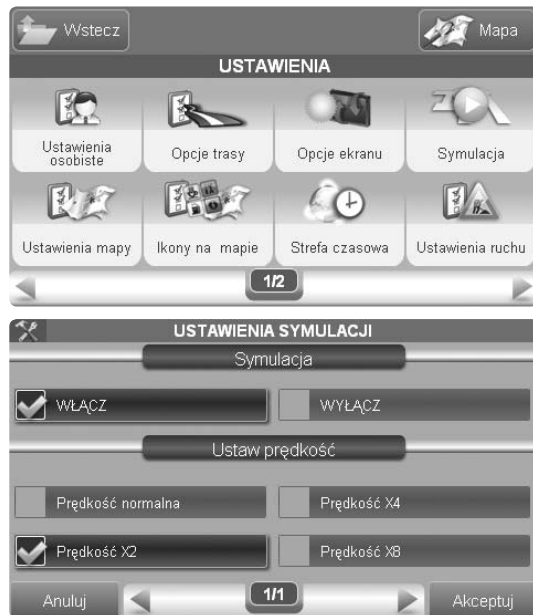 Wstecz
Mapa
USTAWIENIA
Ustawienia osobiste
Opcje trasy
Opcje ekranu
Symulacja
Ustawienia mapy
Ikony na mapie
Strefa czasowa
Ustawienia ruchu
1/2
USTAWIENIA SYMULACJI
Symulacja
WŁĄCZ
WYŁĄCZ
Ustaw prędkość
Prędkość normalna
Prędkość X4
Prędkość X2
Prędkość X8
Anuluj
1/1
Akceptuj